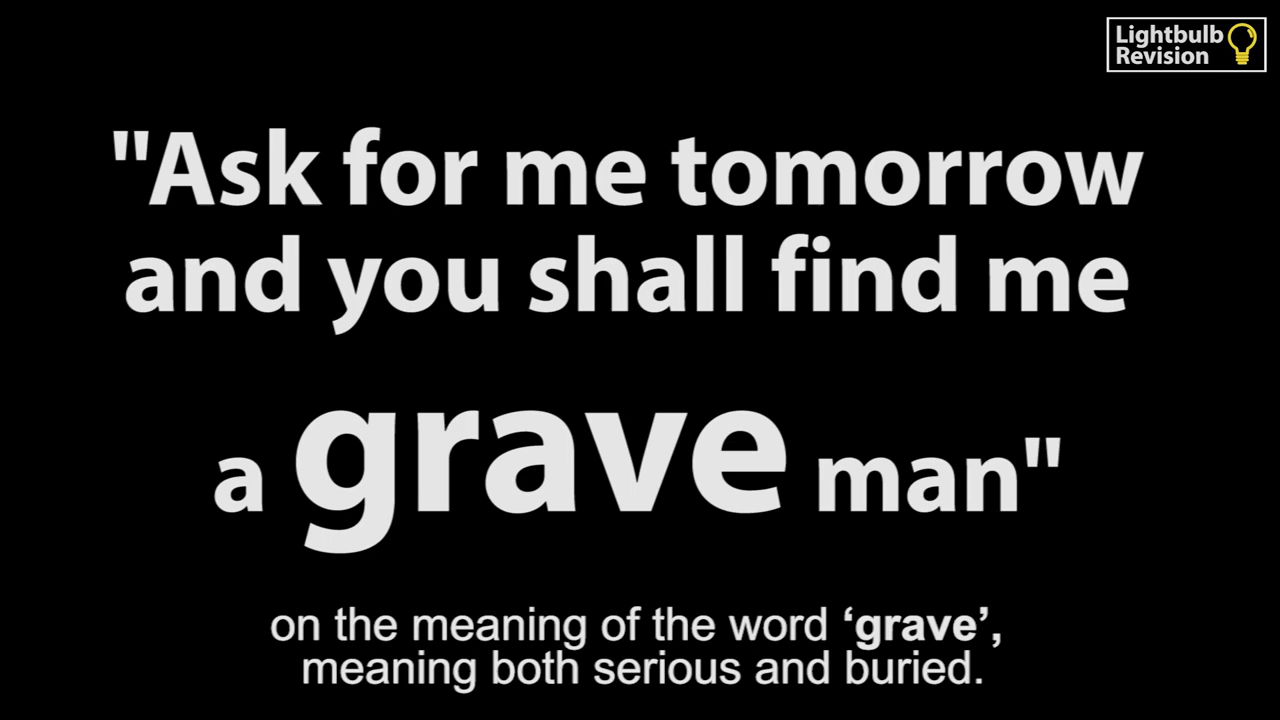 Lightbulb
Revision
"Ask for me tomorrow
and you shall find me
a grave man"
on the meaning of the word ‘grave’,
meaning both serious and buried.